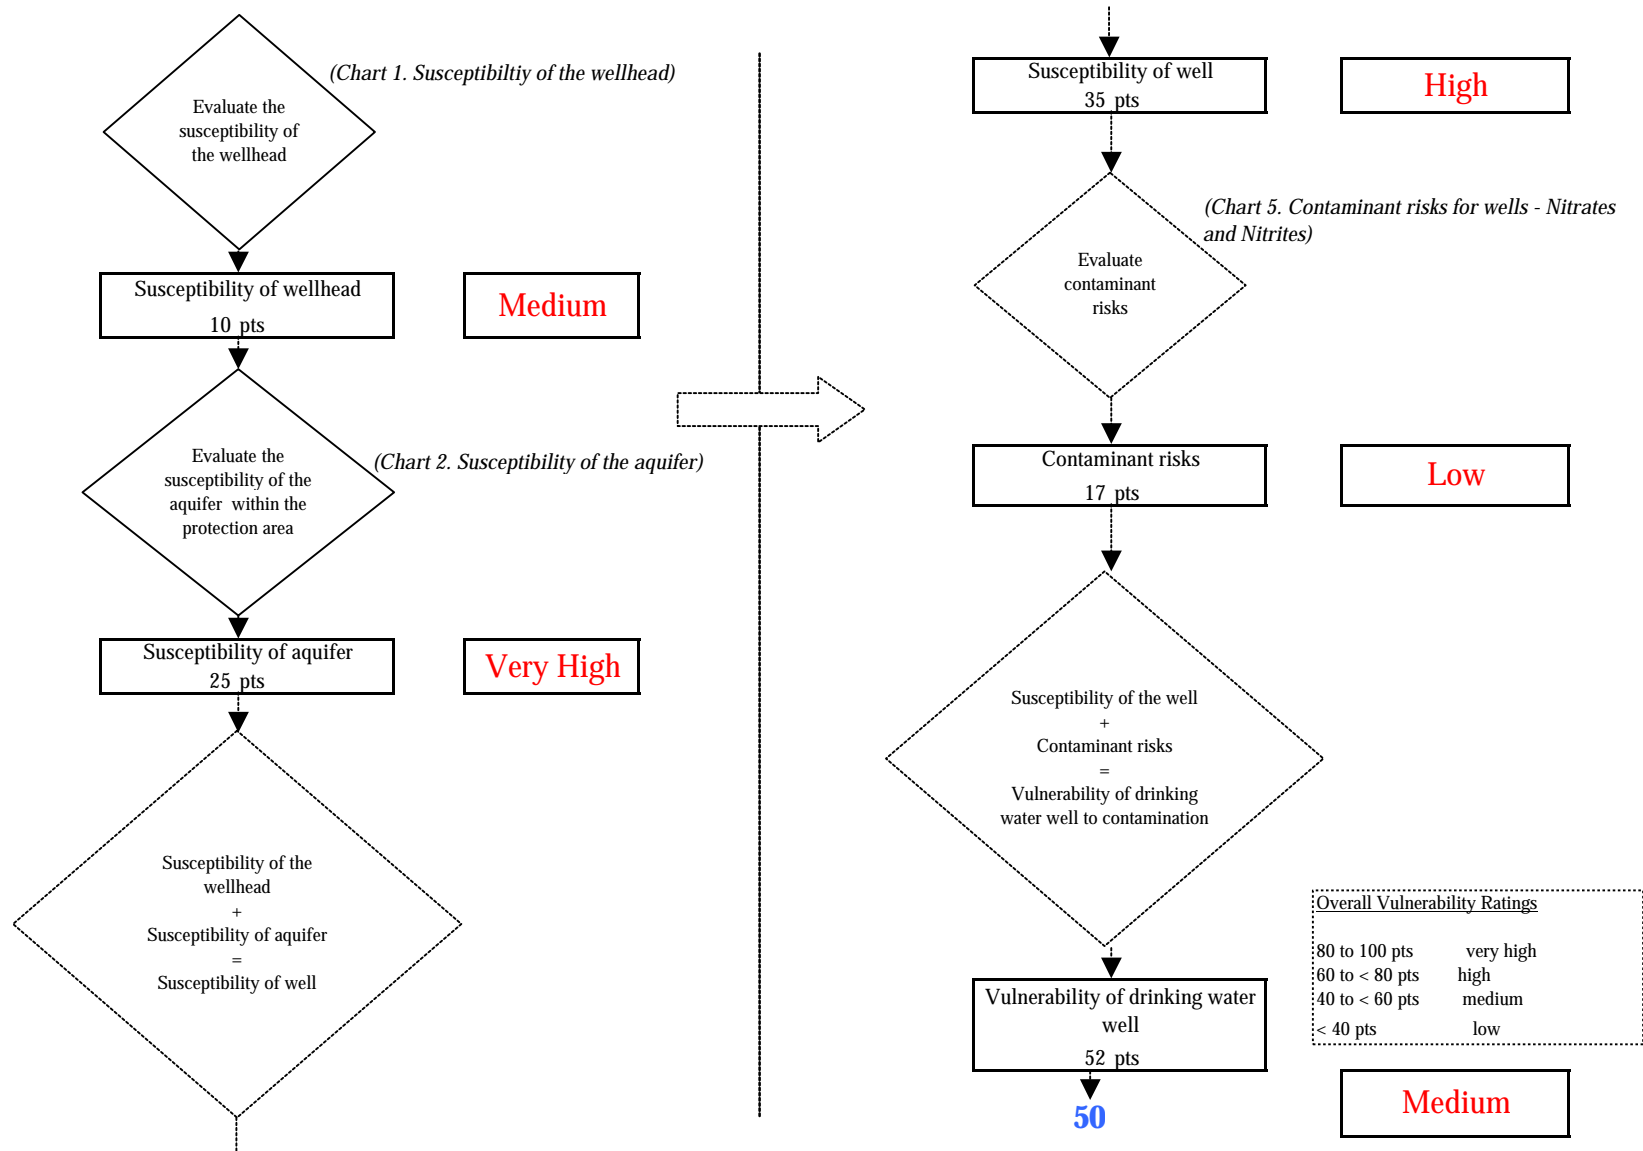 (Chart 1. Susceptibiltiy of the wellhead)
Evaluate the
susceptibility of
the wellhead
Susceptibility of wellhead
10 pts
Medium
(Chart 2. Susceptibility of the aquifer)
Evaluate the
susceptibility of the
aquifer within the
protection area
Susceptibility of aquifer
25 pts
Very High
Susceptibility of the
wellhead
+
Susceptibility of aquifer
=
Susceptibility of well
Susceptibility of well
35 pts
High
(Chart 5. Contaminant risks for wells - Nitrates
and Nitrites)
Evaluate
contaminant
risks
Contaminant risks
17 pts
Low
Susceptibility of the well
+
Contaminant risks
=
Vulnerability of drinking
water well to contamination
Overall Vulnerability Ratings
80 to 100 pts very high
60 to < 80 pts high
40 to < 60 pts medium
< 40 pts low
Vulnerability of drinking water
well
52 pts
50
Medium